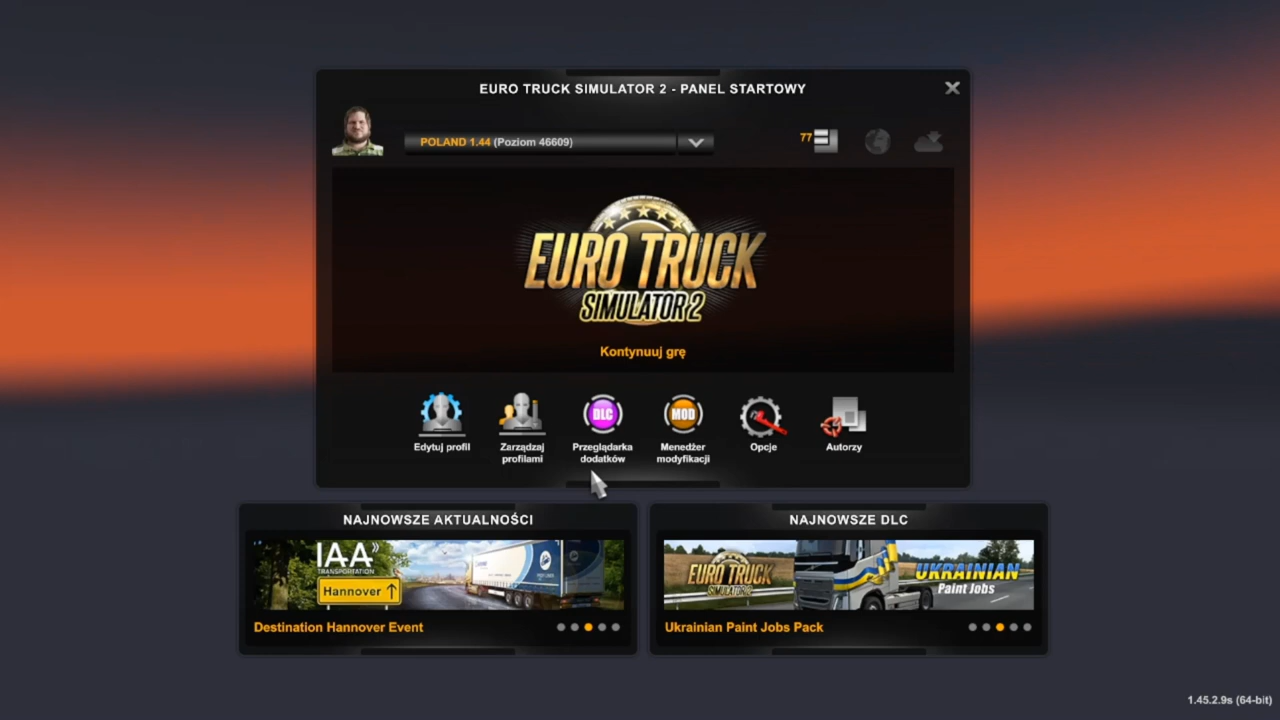 EURO TRUCK SIMULATOR 2 - PANEL STARTOWY
POLAND 1.44 (Poziom 46609)
77
EURO TRUCK
SIMULATOR 2
Kontynuuj grę
DLC
MOD
Edytuj profil
Zarządzaj
profilami
Przeglądarka
dodatków
Menedżer
modyfikacji
Opcje
Autorzy
NAJNOWSZE AKTUALNOŚCI
IAA
TRANSPORTATION
Hannover
Destination Hannover Event
NAJNOWSZE DLC
EURO TRUCK
SIMULATOR 2
UKRAINIAN
Paint Jobs
Ukrainian Paint Jobs Pack
1.45.2.9s (64-bit)